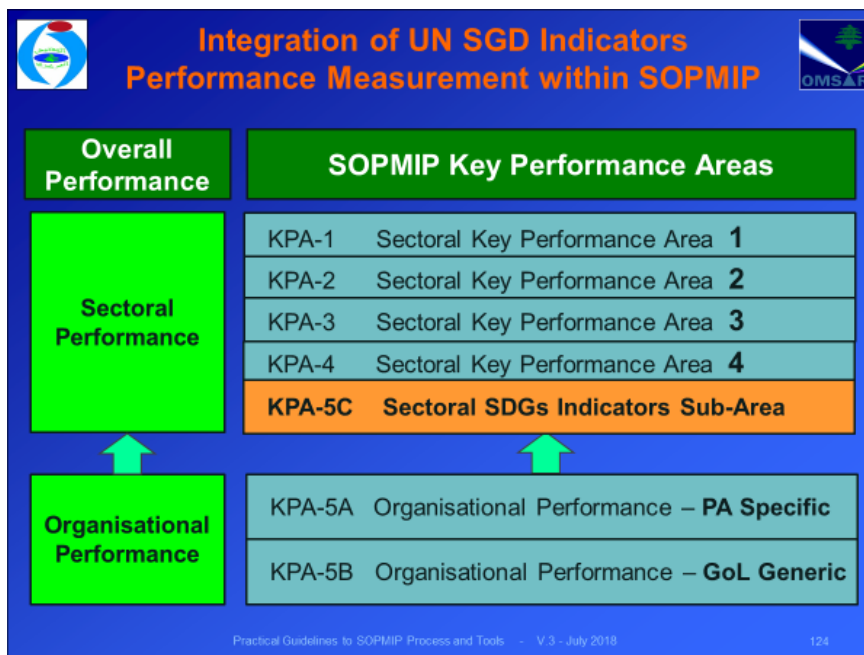 Integration of UN SGD Indicators
Performance Measurement within SOPMIP
OMSAR
Overall
Performance
SOPMIP Key Performance Areas
Sectoral
Performance
KPA-1 Sectoral Key Performance Area 1
KPA-2 Sectoral Key Performance Area 2
KPA-3 Sectoral Key Performance Area 3
KPA-4 Sectoral Key Performance Area 4
KPA-5C Sectoral SDGs Indicators Sub-Area
Organisational
Performance
KPA-5A Organisational Performance – PA Specific
KPA-5B Organisational Performance – GoL Generic
Practical Guidelines to SOPMIP Process and Tools - V.3 - July 2018 124